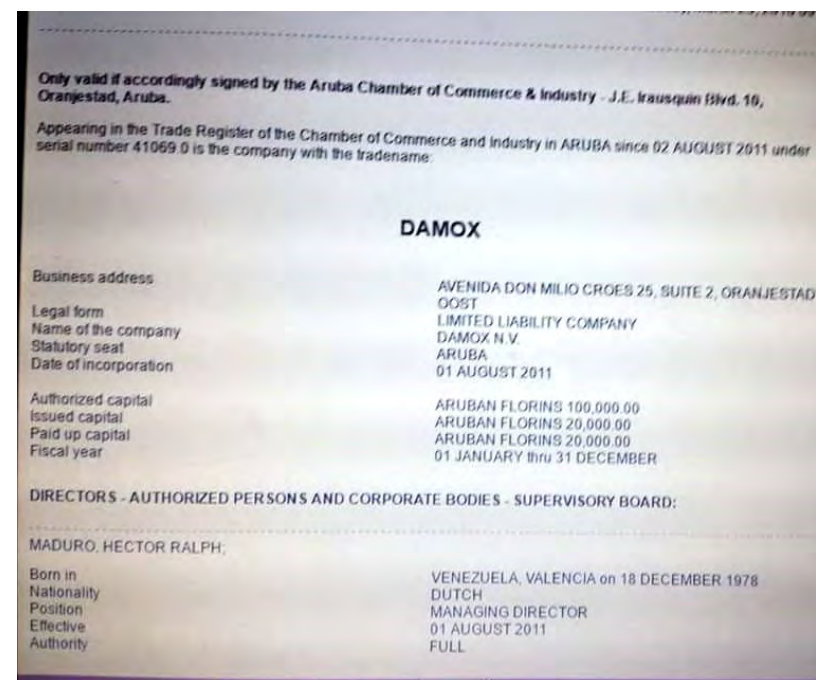 Only valid if accordingly signed by the Aruba Chamber of Commerce & Industry - J.E. Irausquin Blvd. 10,
Oranjestad, Aruba.
Appearing in the Trade Register of the Chamber of Commerce and Industry in ARUBA since 02 AUGUST 2011 under
serial number 41069.0 is the company with the tradename:
DAMOX
Business address AVENIDA DON MILIO CROES 25, SUITE 2, ORANJESTAD
OOST
Legal form LIMITED LIABILITY COMPANY
Name of the company DAMOX N.V.
Statutory seat ARUBA
Date of incorporation 01 AUGUST 2011
Authorized capital ARUBAN FLORINS 100,000.00
Issued capital ARUBAN FLORINS 20,000.00
Paid up capital ARUBAN FLORINS 20,000.00
Fiscal year 01 JANUARY thru 31 DECEMBER
DIRECTORS - AUTHORIZED PERSONS AND CORPORATE BODIES - SUPERVISORY BOARD:
MADURO, HECTOR RALPH;
Born in VENEZUELA, VALENCIA on 18 DECEMBER 1978
Nationality DUTCH
Position MANAGING DIRECTOR
Effective 01 AUGUST 2011
Authority FULL